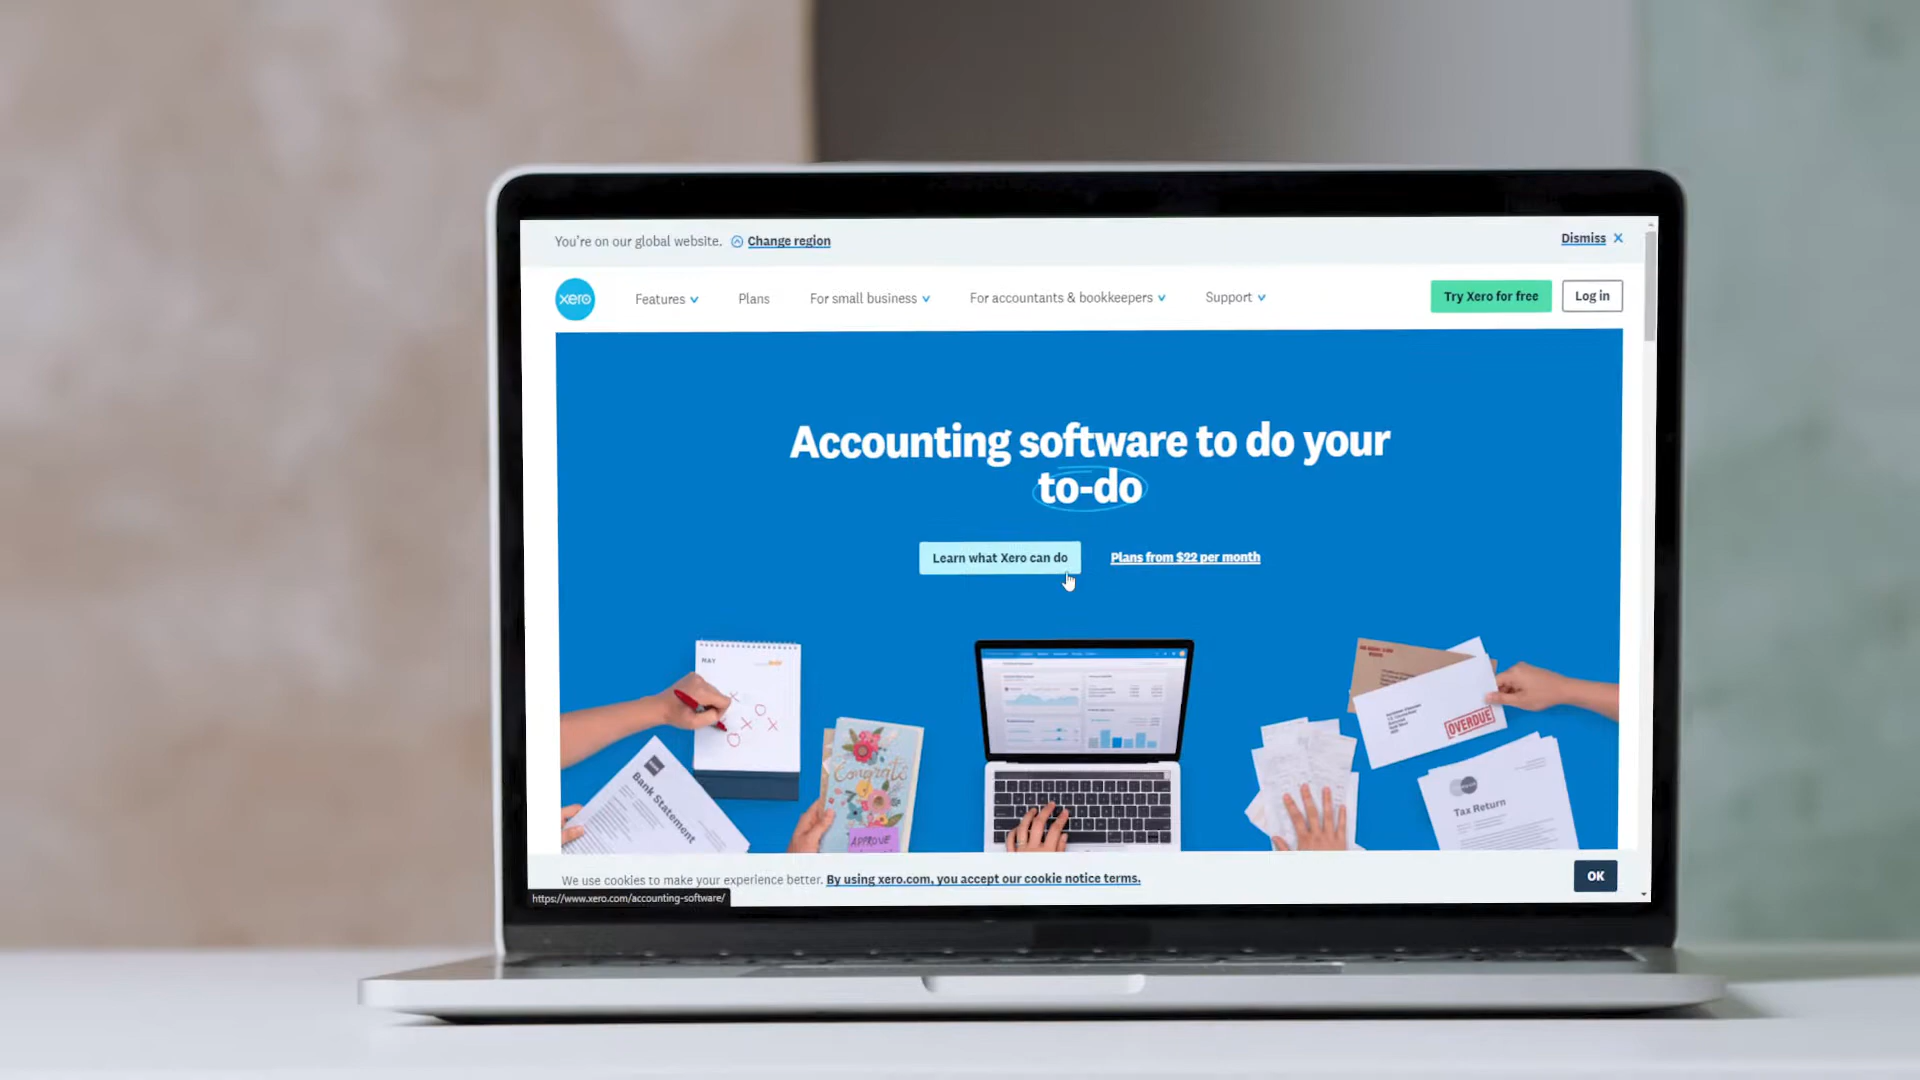 You're on our global website. Change region
Dismiss
xero
Features
Plans
For small business
For accountants & bookkeepers
Support
Try Xero for free
Log in
Accounting software to do your
to-do
Learn what Xero can do
Plans from $22 per month
MAY
Bank Statement
Congrats
APPROVE
OVERDUE
Tax Return
We use cookies to make your experience better. By using xero.com, you accept our cookie notice terms.
OK
https://www.xero.com/accounting-software/